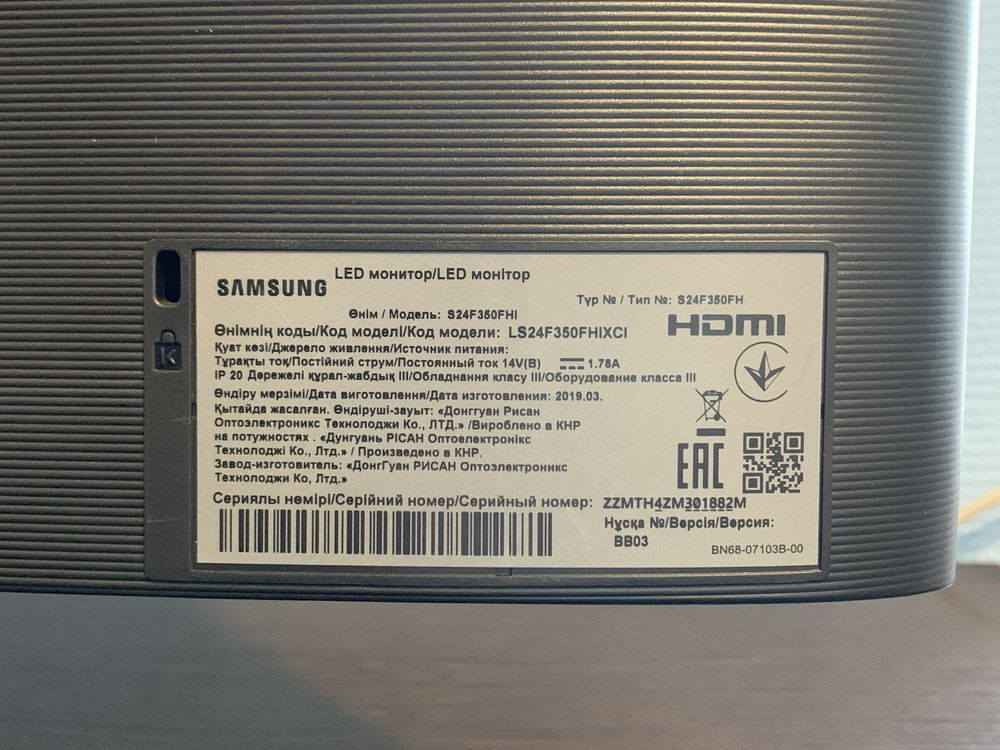 SAMSUNG LED монитор/LED монітор
Түр № / Тип №: S24F350FH
Өнім / Модель: S24F350FHI
HDMI
Өнімнің коды/Код моделі/Код модели: LS24F350FHIXCI
Қуат көзі/Джерело живлення/Источник питания:
Тұрақты ток/Постійний струм/Постоянный ток 14V(В) 1.78A
IP 20 Дәрежелі құрал-жабдық III/Обладнання класу III/Оборудование класса III
Өндіру мерзімі/Дата виготовлення/Дата изготовления: 2019.03.
Қытайда жасалған. Өндіруші-зауыт: «Донггуан Рисан
Оптоэлектроникс Текнолоджи Ко., ЛТД.» /Вироблено в КНР
на потужностях . «Дунгуань РІСАН Оптоелектронікс
Технолоджі Ко., Лтд.» / Произведено в КНР.
Завод-изготовитель: «ДонгГуан РИСАН Оптоэлектроникс
Текнолоджи Ко, Лтд.»
EAC
Сериялы нөмірі/Серійний номер/Серийный номер: ZZMTH4ZM301882M
Нұсқа №/Версія/Версия:
BB03
BN68-07103B-00
K